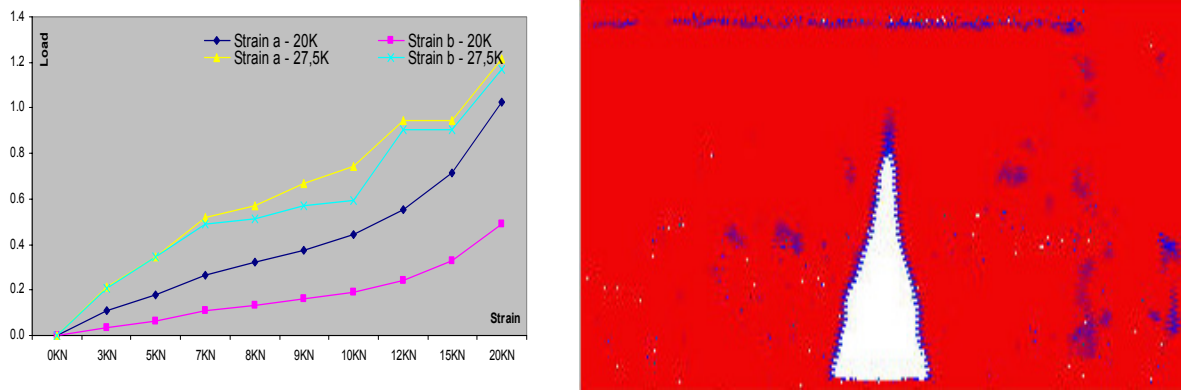 1.4
Load
Strain a - 20K Strain b - 20K
Strain a - 27,5K Strain b - 27,5K
1.2
1.0
0.8
0.6
0.4
0.2
0.0
Strain
0KN 3KN 5KN 7KN 8KN 9KN 10KN 12KN 15KN 20KN